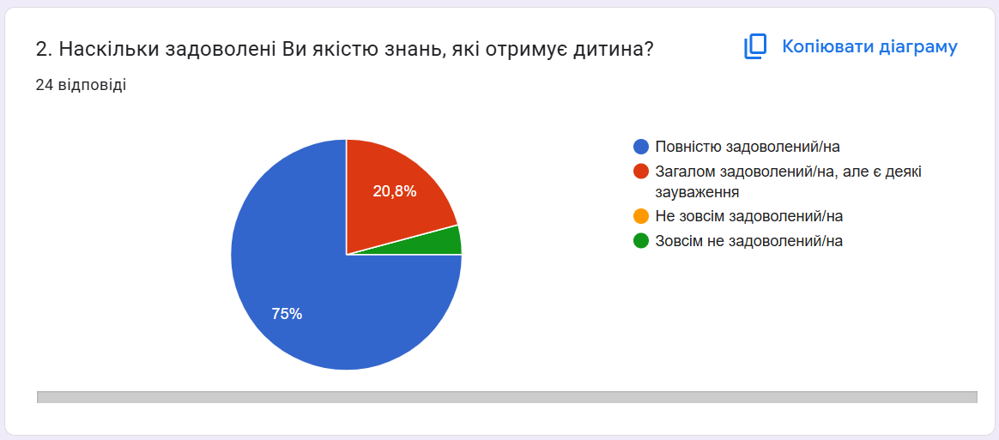 2. Наскільки задоволені Ви якістю знань, які отримує дитина?
Копіювати діаграму
24 відповіді
Повністю задоволений/на
Загалом задоволений/на, але є деякі
зауваження
Не зовсім задоволений/на
Зовсім не задоволений/на
20,8%
75%